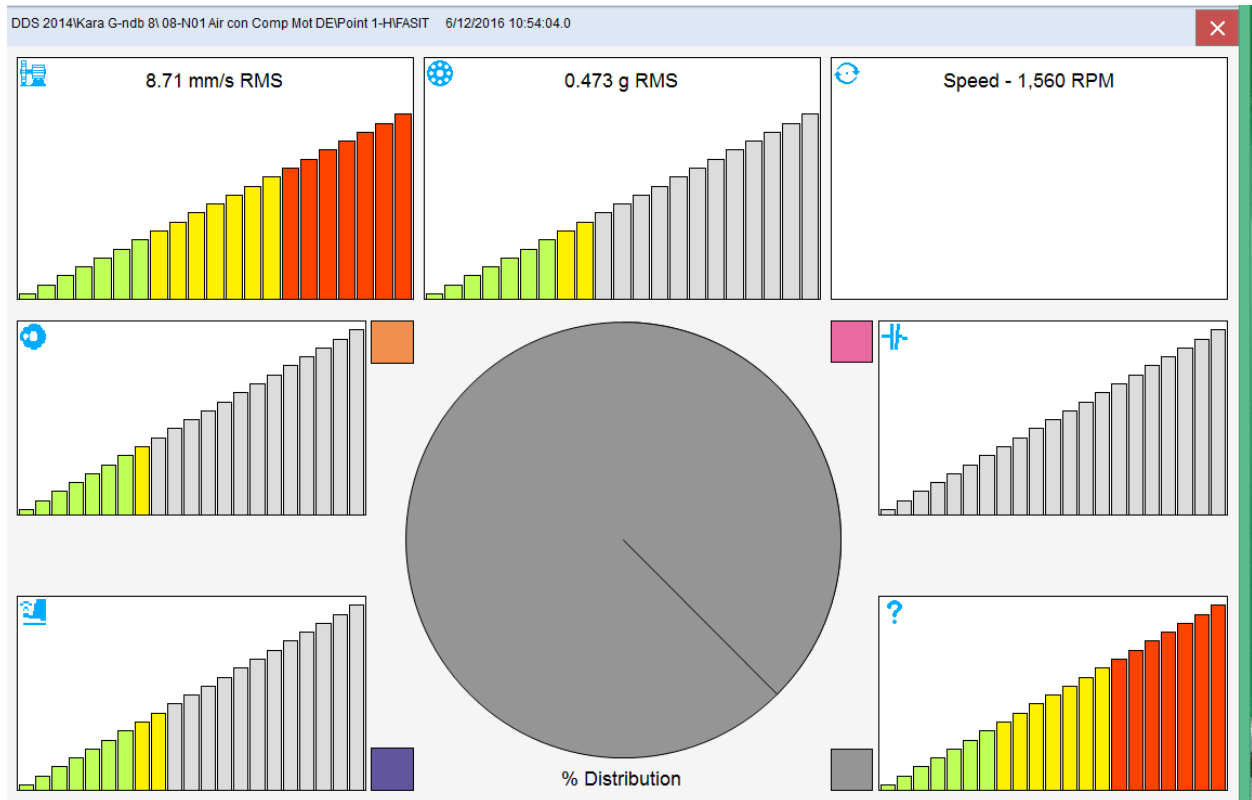 DDS 2014\Kara G-ndb 8\ 08-N01 Air con Comp Mot DE\Point 1-H\FASIT 6/12/2016 10:54:04.0
8.71 mm/s RMS
0.473 g RMS
Speed - 1,560 RPM
?
% Distribution